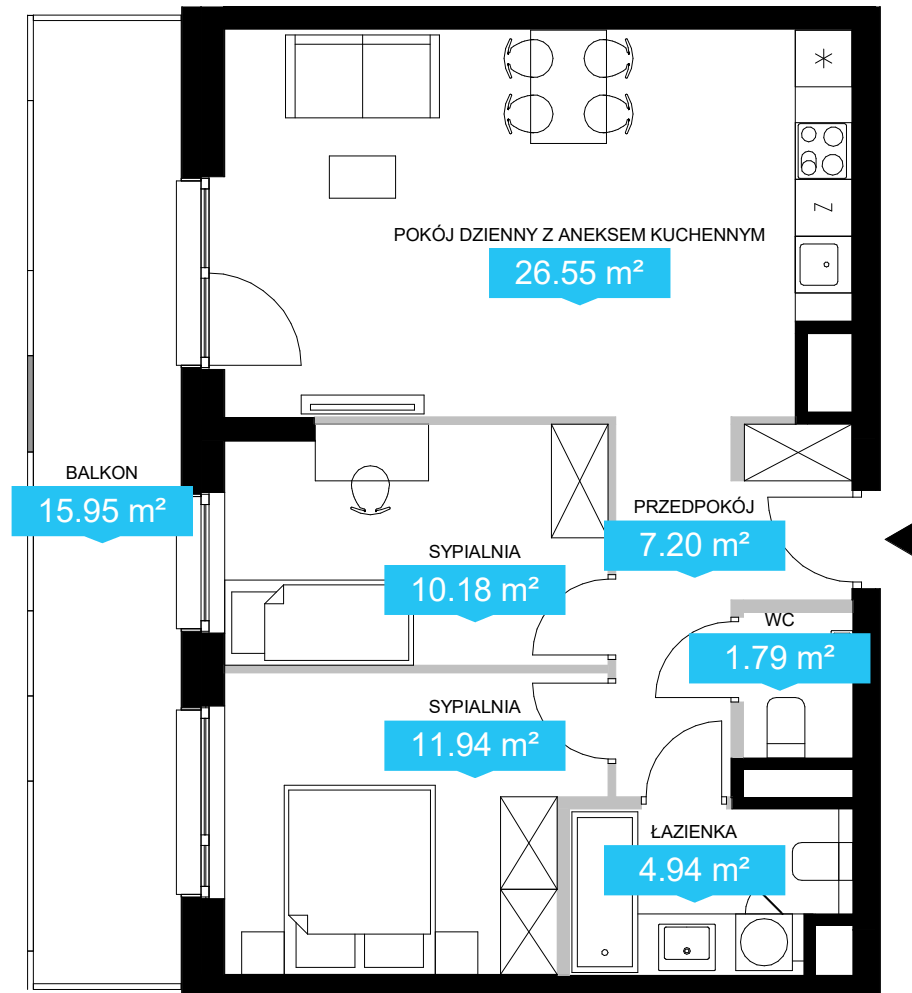 POKÓJ DZIENNY Z ANEKSEM KUCHENNYM
26.55 m²
BALKON
15.95 m²
PRZEDPOKÓJ
7.20 m²
SYPIALNIA
10.18 m²
WC
1.79 m²
SYPIALNIA
11.94 m²
ŁAZIENKA
4.94 m²
Z